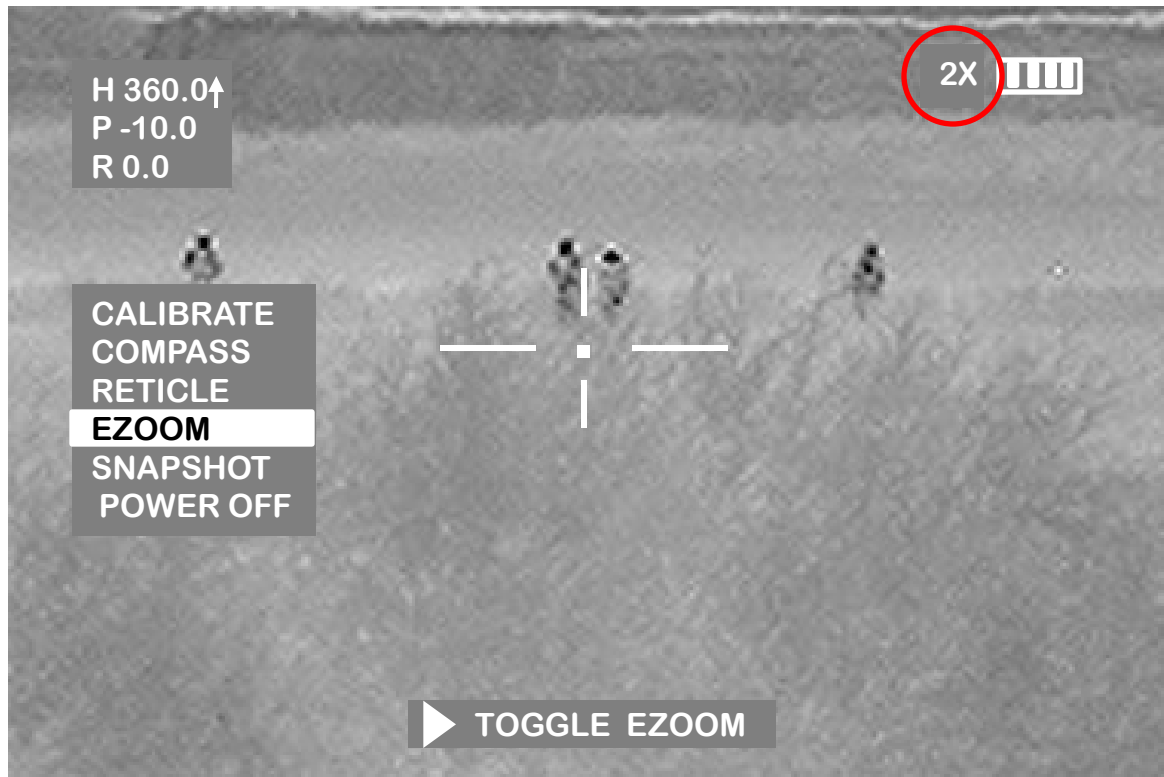 H 360.0
P -10.0
R 0.0
2X
CALIBRATE
COMPASS
RETICLE
EZOOM
SNAPSHOT
POWER OFF
TOGGLE EZOOM